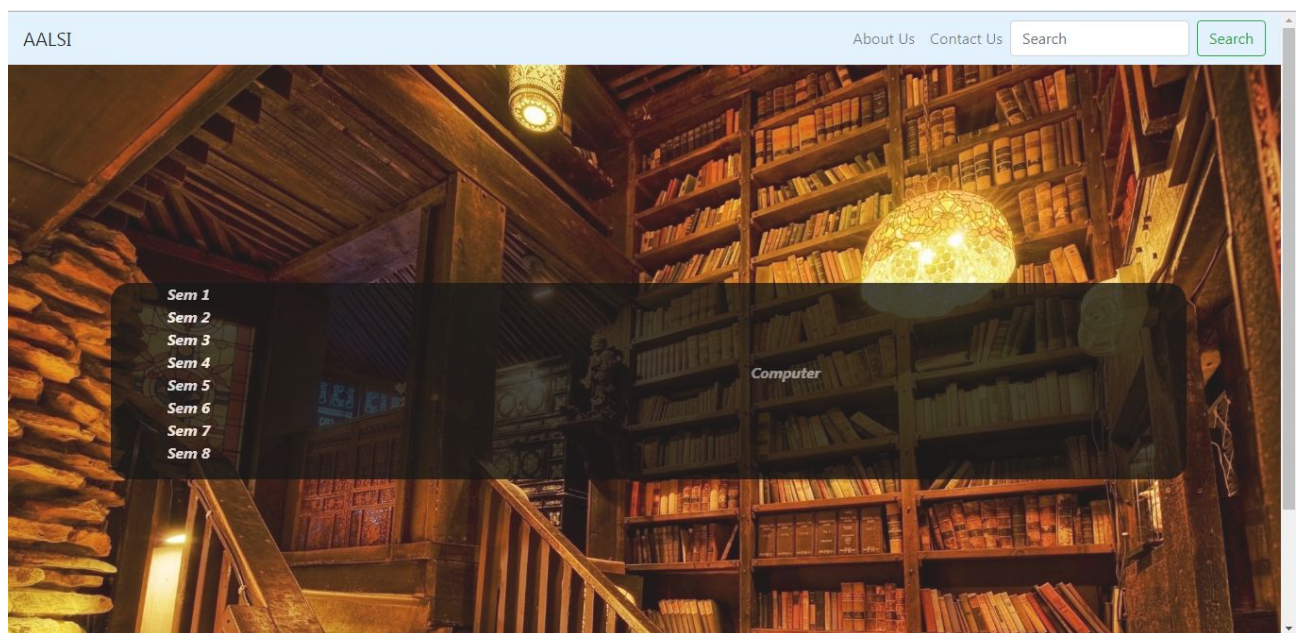 AALSI
About Us Contact Us Search Search
Sem 1
Sem 2
Sem 3
Sem 4
Sem 5
Sem 6
Sem 7
Sem 8
Computer